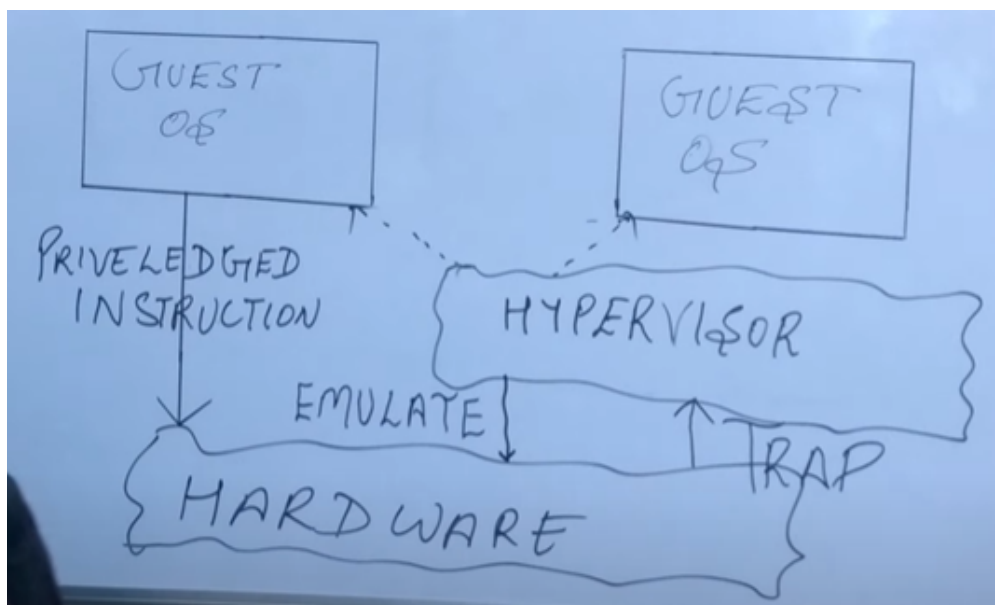 GUEST
OS
GUEST
OS
PRIVELEDGED
INSTRUCTION
HYPERVISOR
EMULATE
TRAP
HARDWARE